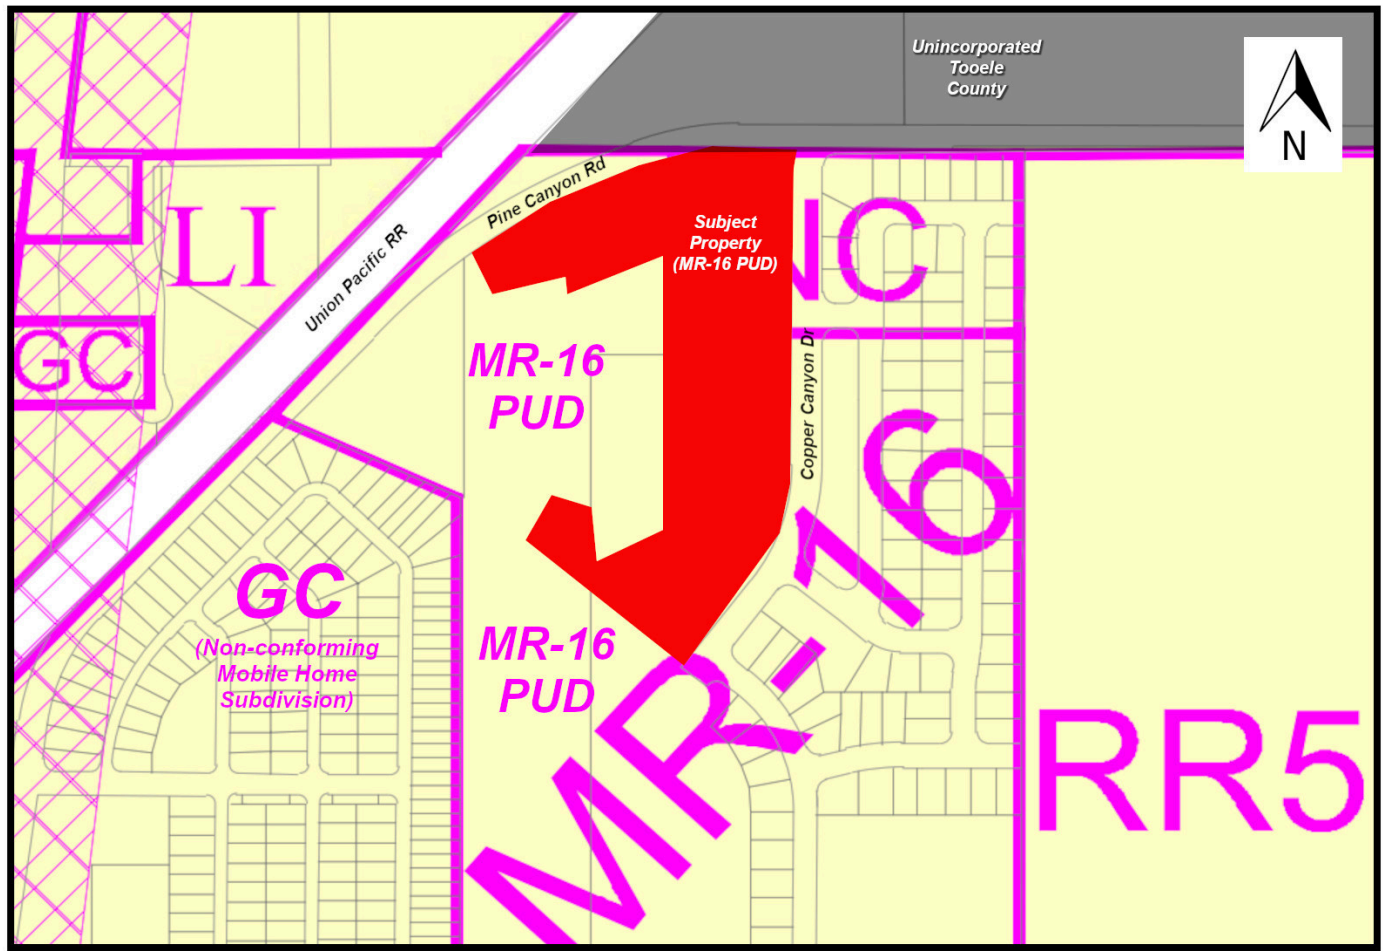 Unincorporated
Tooele
County
N
Pine Canyon Rd
Subject
Property
(MR-16 PUD)
NC
LI
Union Pacific RR
GC
MR-16
PUD
Copper Canyon Dr
MR-16
GC
(Non-conforming
Mobile Home
Subdivision)
MR-16
PUD
RR5